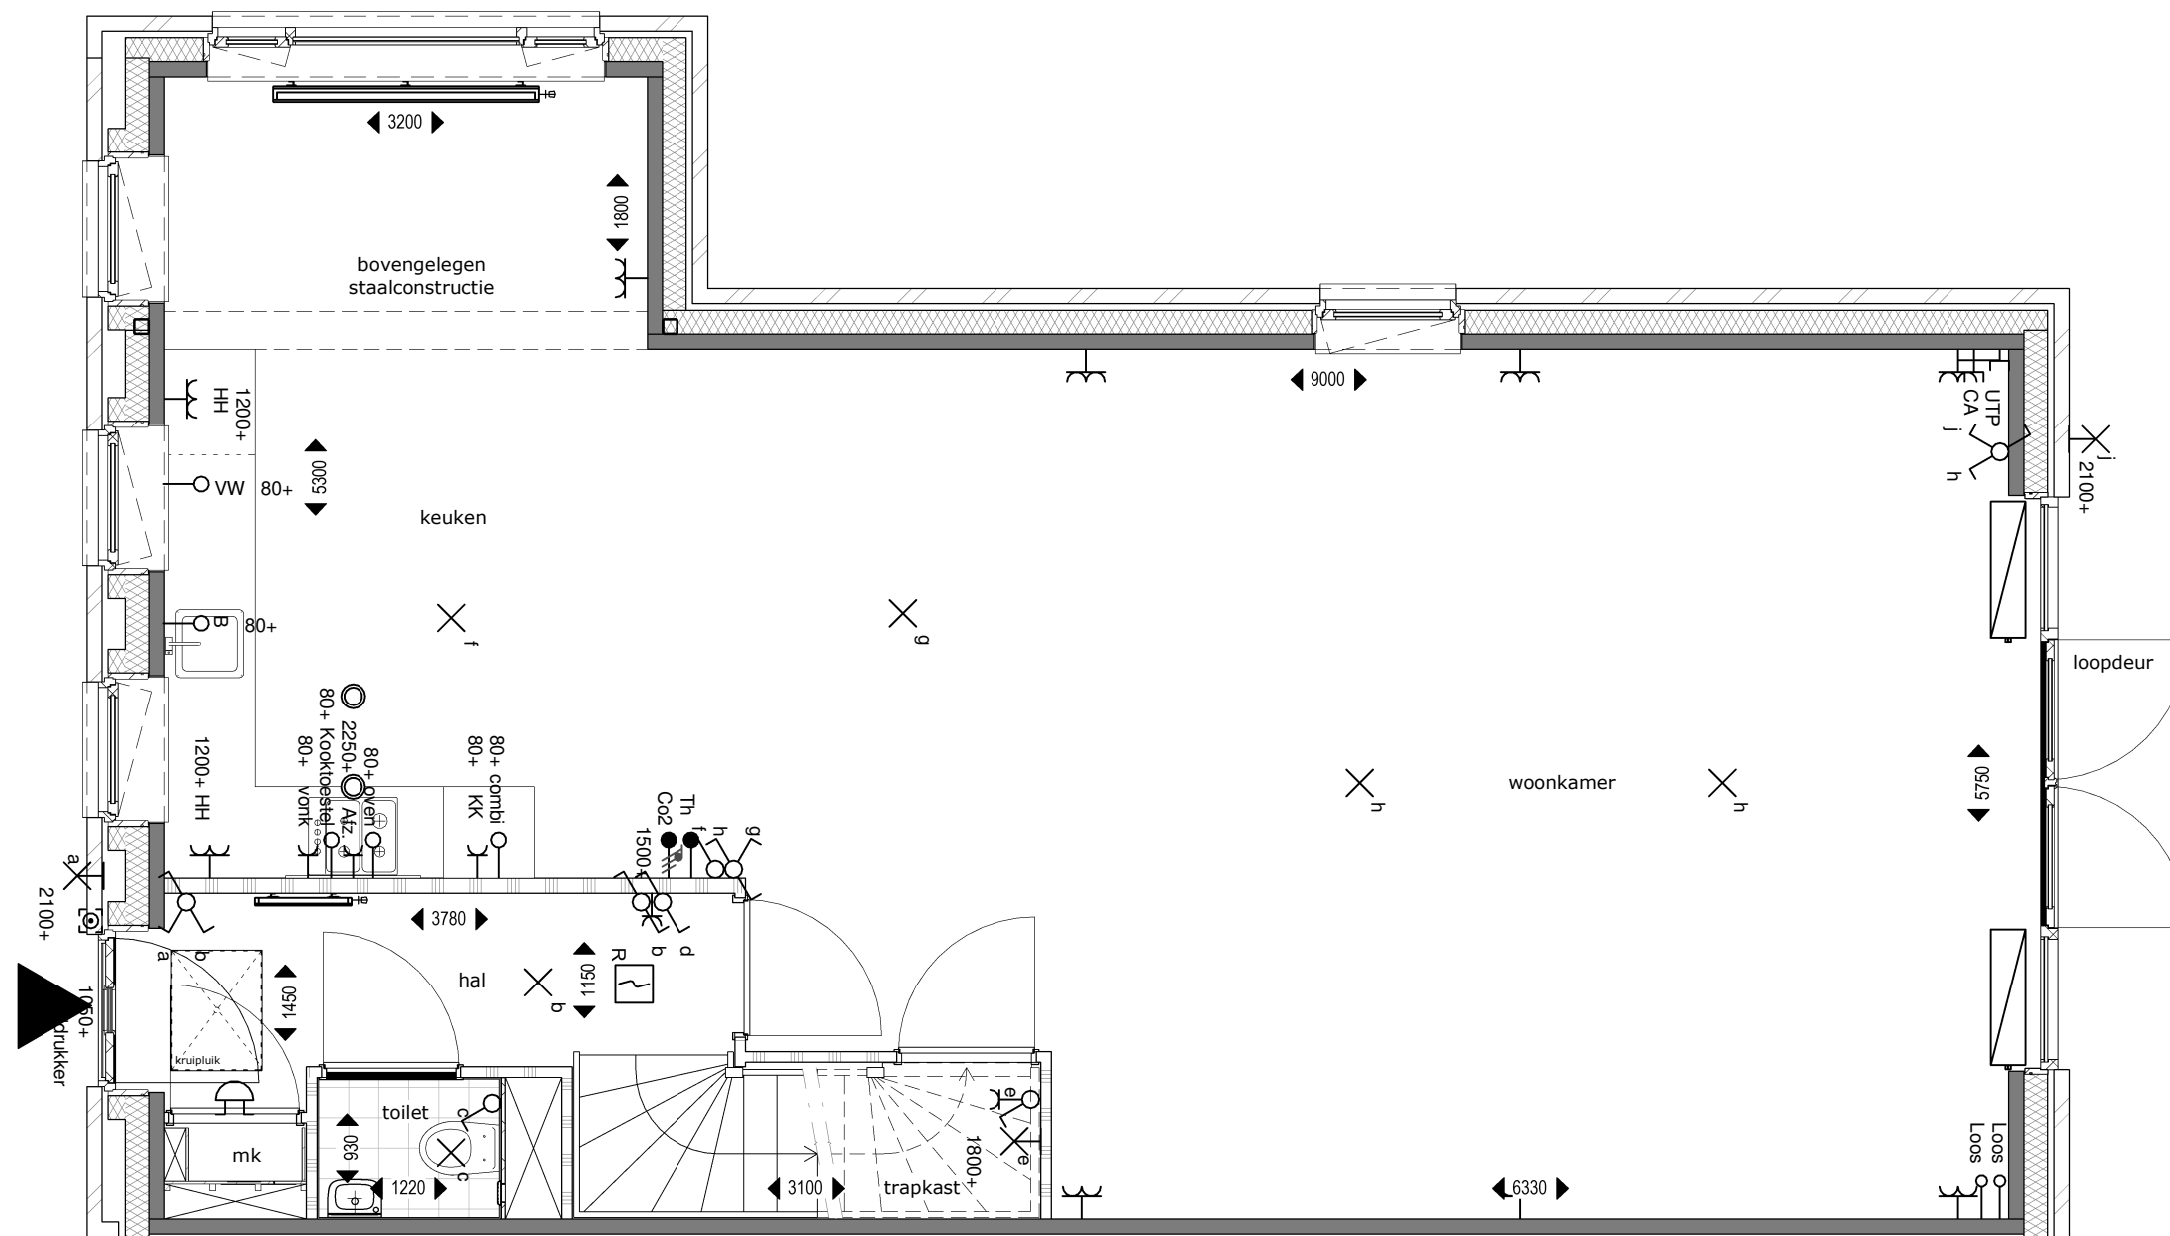 3200
1800
bovengelegen
staalconstructie
9000
HH
1200+
5300
VW 80+
keuken
B 80+
f
g
UTP
CA
j
h
j
2100+
loopdeur
woonkamer
h
h
5750
1200+ HH
80+ vonk
80+ Kooktoestel
2250+ Afz.
80+ oven
80+ KK
80+ combi
1500+
Co2
Th
f
h
g
a
2100+
3780
a
b
b
d
R
hal
b
1150
1450
1050+
drukker
kruipluik
toilet
c
c
930
1220
mk
3100
trapkast
e
e
1800+
6330
Loos
Loos